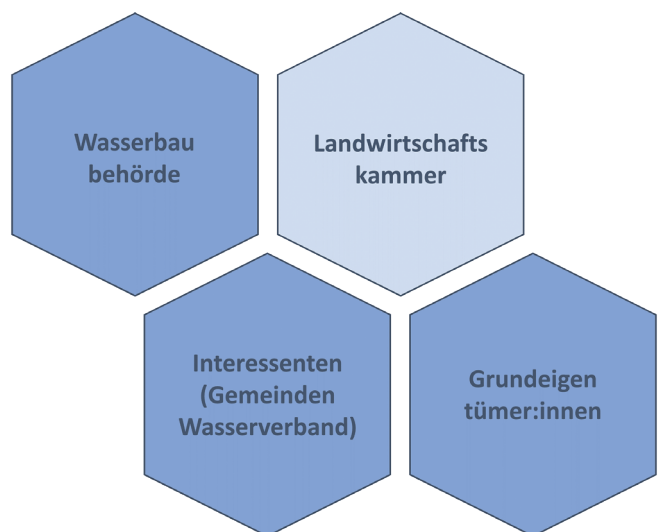 Wasserbau
behörde
Landwirtschafts
kammer
Interessenten
(Gemeinden
Wasserverband)
Grundeigen
tümer:innen